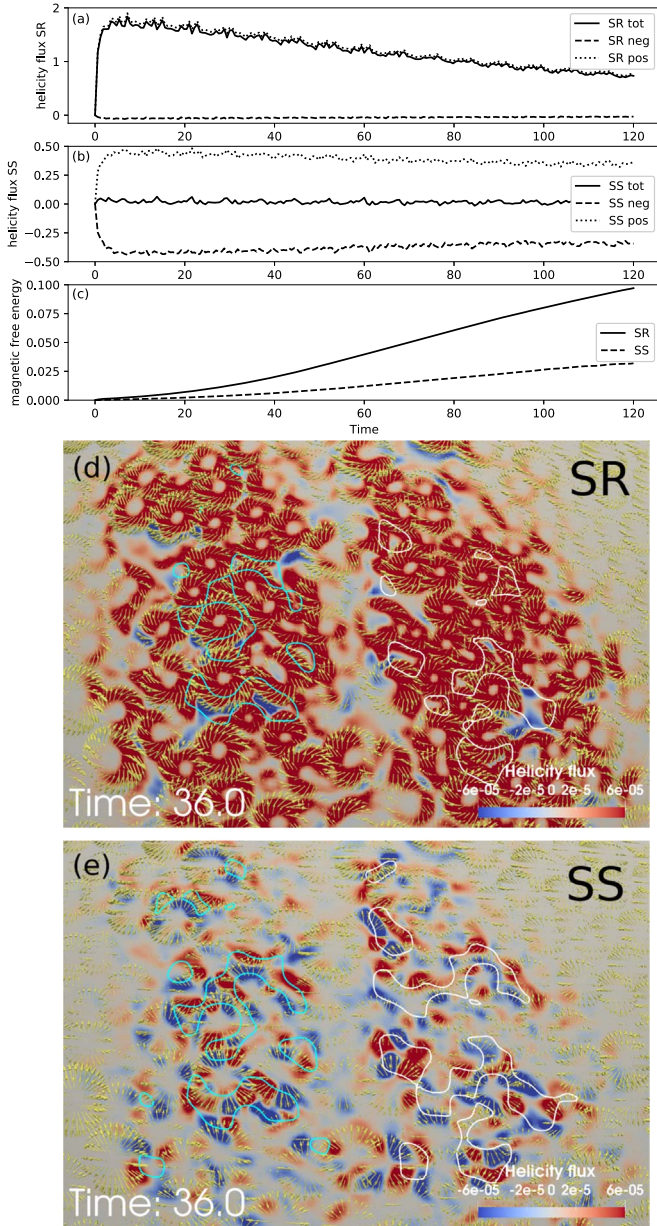 (a)
helicity flux SR
2
1
0
SR tot
SR neg
SR pos
0 20 40 60 80 100 120
(b)
helicity flux SS
0.50
0.25
0.00
−0.25
−0.50
SS tot
SS neg
SS pos
0 20 40 60 80 100 120
(c)
magnetic free energy
0.100
0.075
0.050
0.025
0.000
SR
SS
0 20 40 60 80 100 120
Time
(d)
SR
Time: 36.0
Helicity flux
-6e-05 -2e-5 0 2e-5 6e-05
(e)
SS
Time: 36.0
Helicity flux
-6e-05 -2e-5 0 2e-5 6e-05